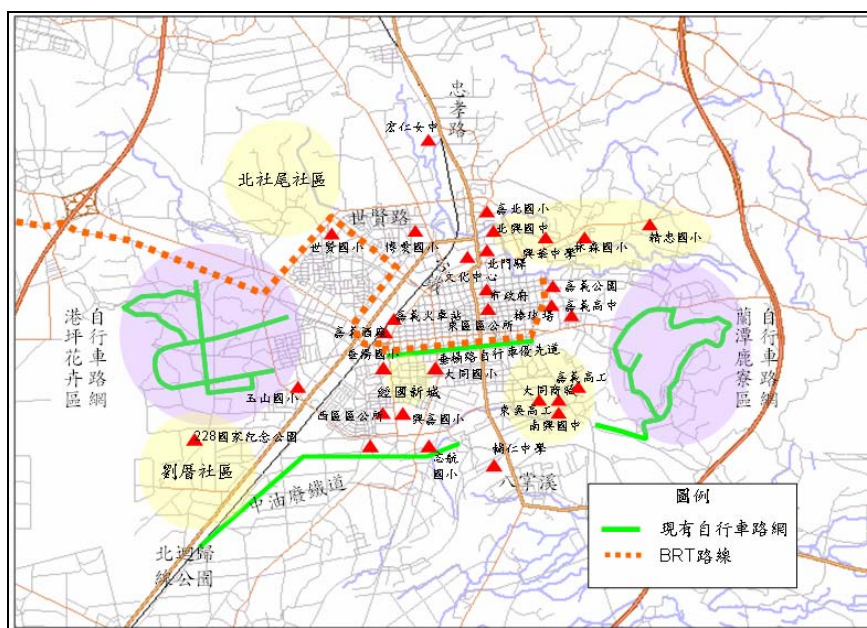 忠孝路
宏仁女中
北社尾社區
世賢路
嘉北國小
北興國中
精忠國小
世賢國小
博愛國小
興華中學
林森國小
北門驛
文化中心
市政府
嘉義公園
嘉義火車站
東區區公所
棒球場
嘉義高中
嘉義酒廠
垂楊國小
垂楊路自行車優先道
大同國小
港坪花卉區
自行車路網
蘭潭鹿寮區
自行車路網
玉山國小
經國新城
嘉義高工
大同商職
西區區公所
興嘉國小
東吳高工
南興國中
228國家紀念公園
劉厝社區
志航
國小
輔仁中學
八掌溪
中油廢鐵道
北迴歸
線公園
圖例
現有自行車路網
BRT路線